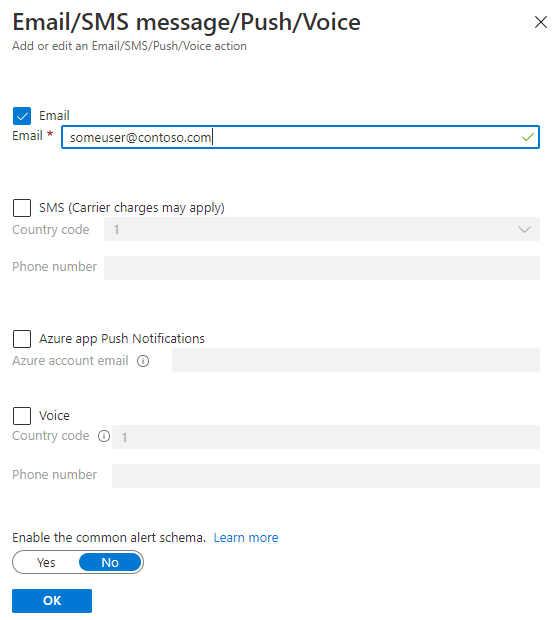 Email/SMS message/Push/Voice
Add or edit an Email/SMS/Push/Voice action
Email
Email * someuser@contoso.com
SMS (Carrier charges may apply)
Country code 1
Phone number
Azure app Push Notifications
Azure account email
Voice
Country code 1
Phone number
Enable the common alert schema. Learn more
Yes No
OK